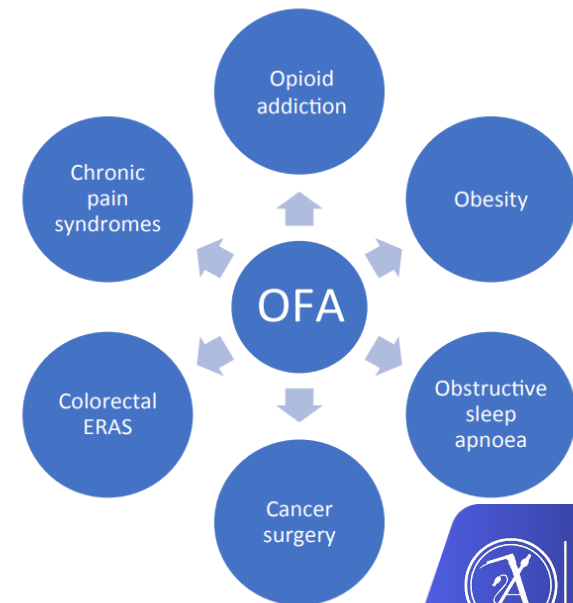 Opioid
addiction
Chronic
pain
syndromes
Obesity
OFA
Colorectal
ERAS
Obstructive
sleep
apnoea
Cancer
surgery